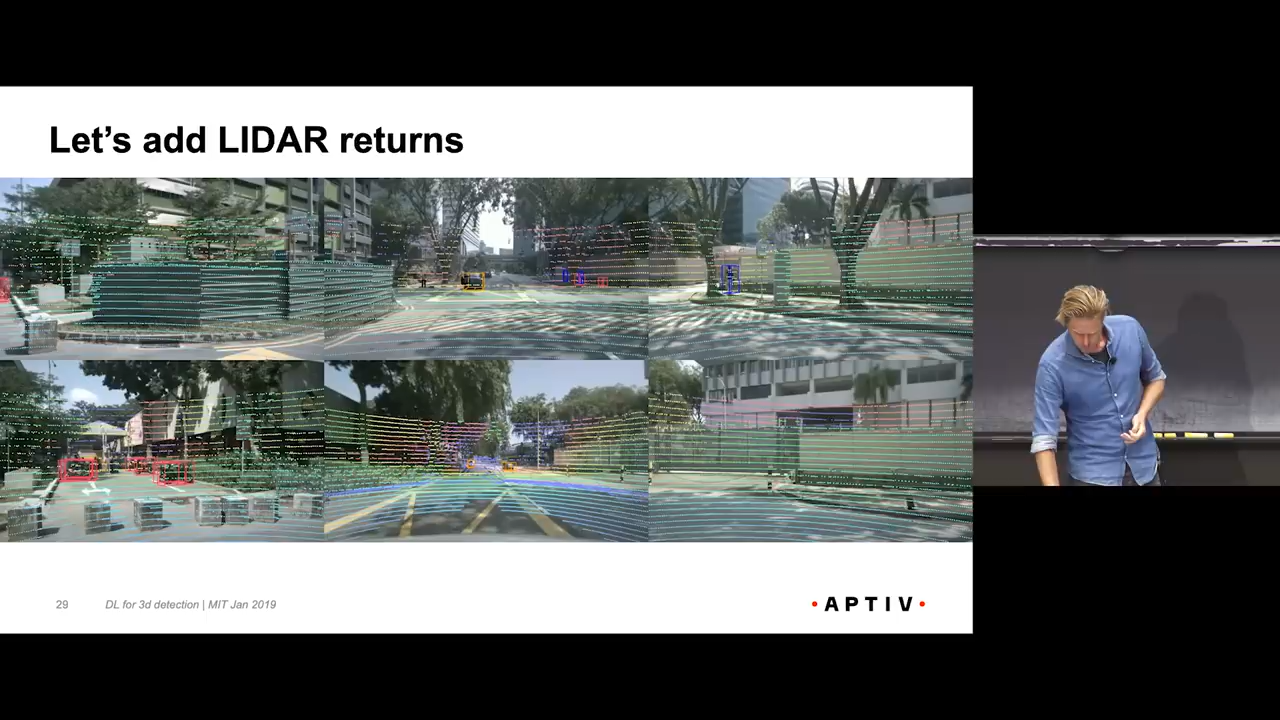 Let's add LIDAR returns
29
DL for 3d detection | MIT Jan 2019
• A P T I V •